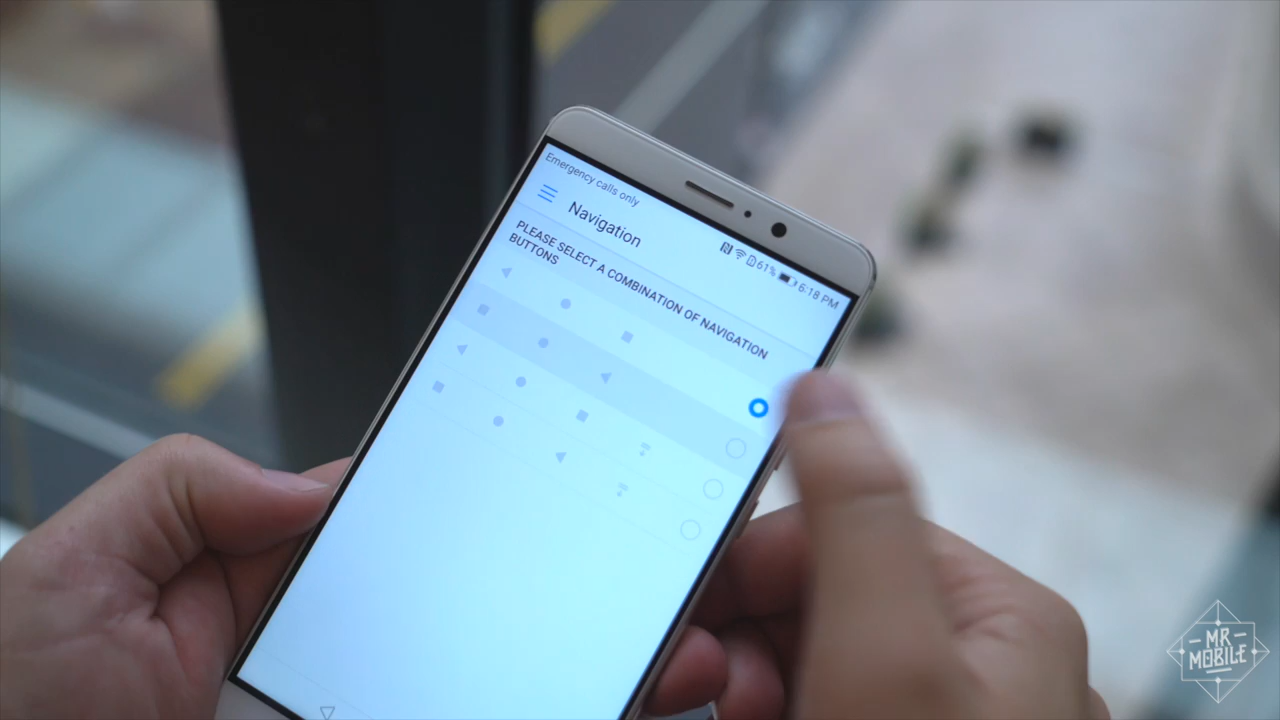 Emergency calls only
61% 6:18 PM
Navigation
PLEASE SELECT A COMBINATION OF NAVIGATION
BUTTONS
MR
MOBILE